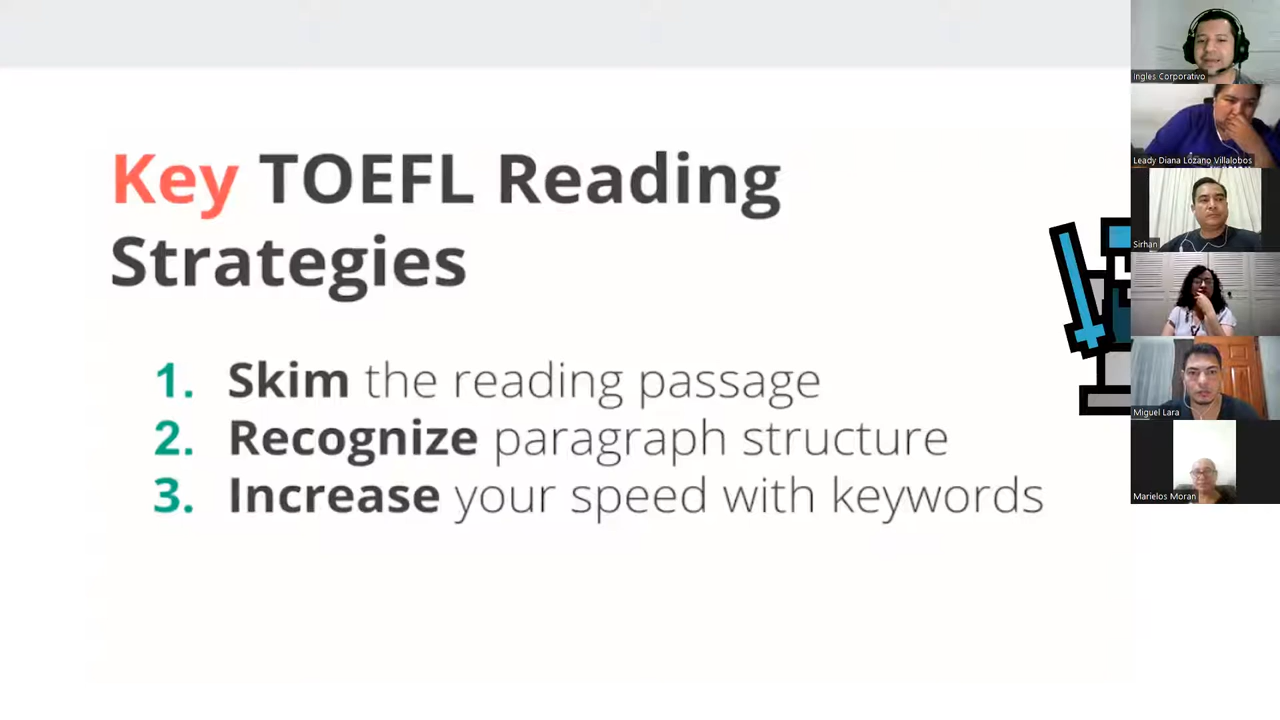 Key TOEFL Reading
Strategies
1. Skim the reading passage
2. Recognize paragraph structure
3. Increase your speed with keywords
Ingles Corporativo
Leady Diana Lozano Villalobos
Sirhan
Miguel Lara
Marielos Moran